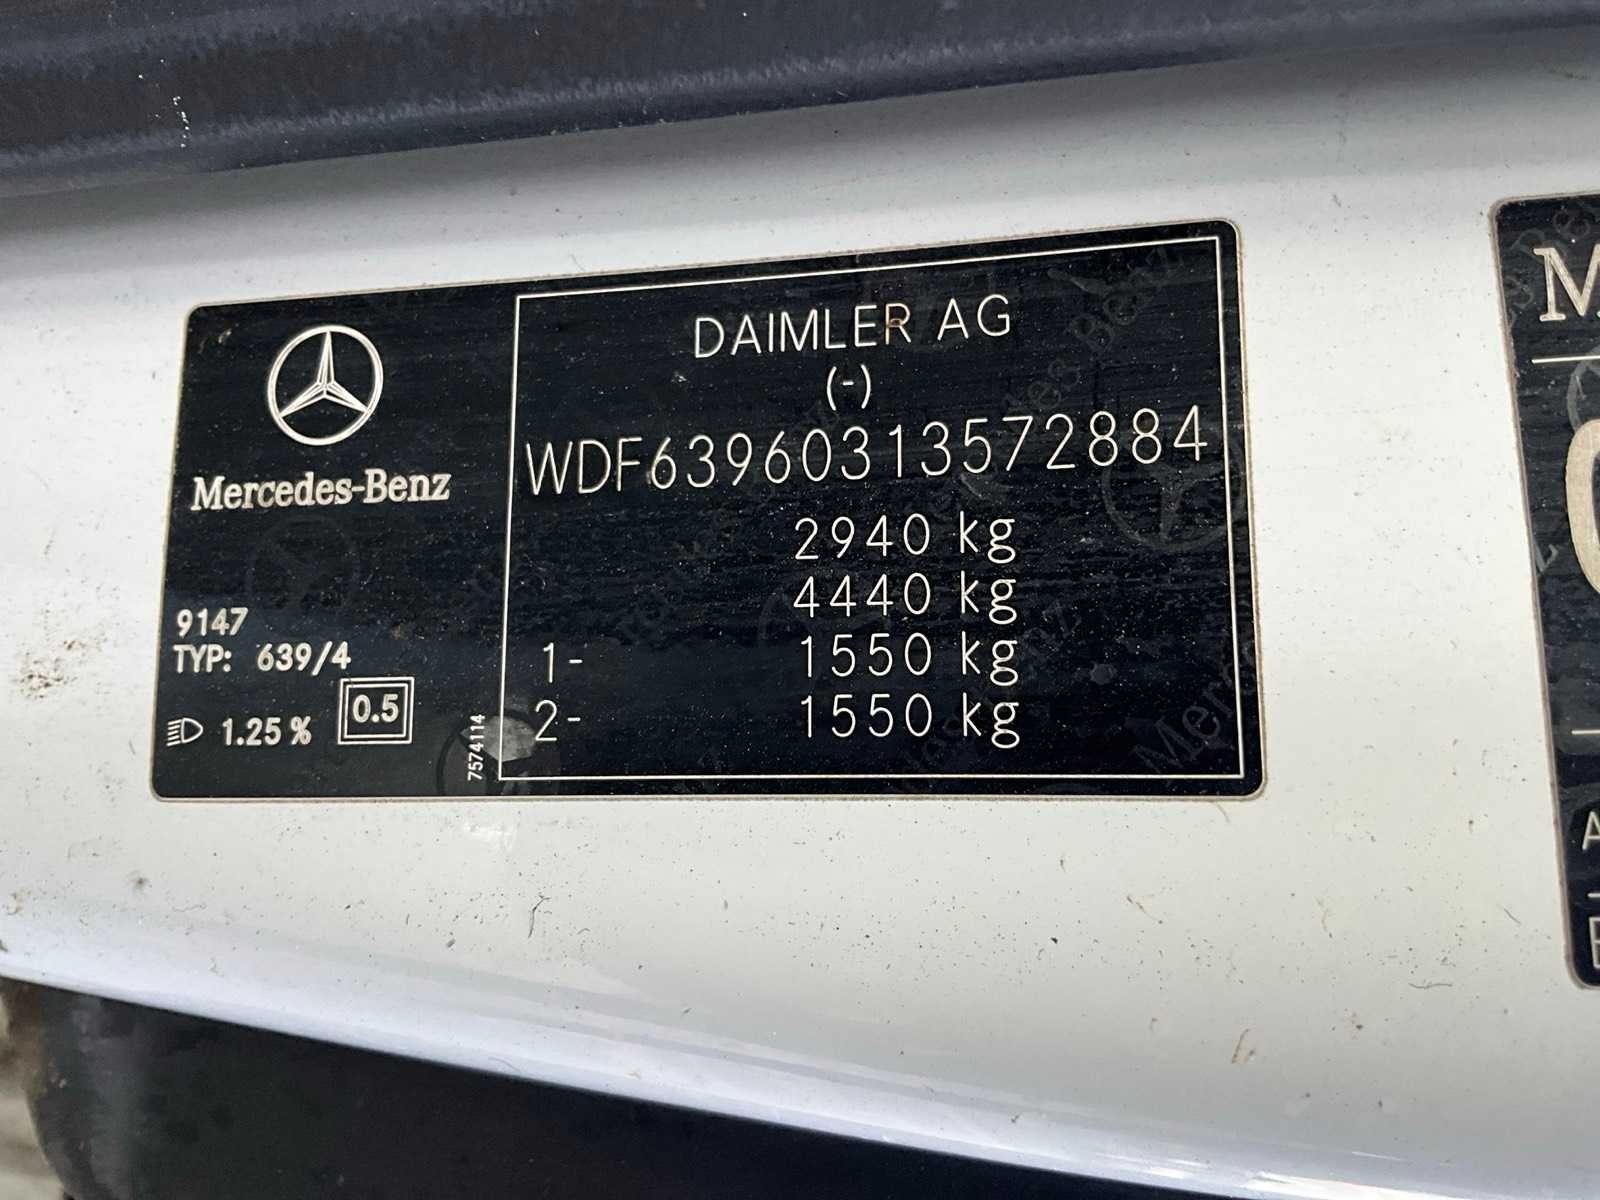 Mercedes-Benz
9147
TYP: 639/4
1.25 %
0.5
7574114
DAIMLER AG
(-)
WDF63960313572884
2940 kg
4440 kg
1- 1550 kg
2- 1550 kg